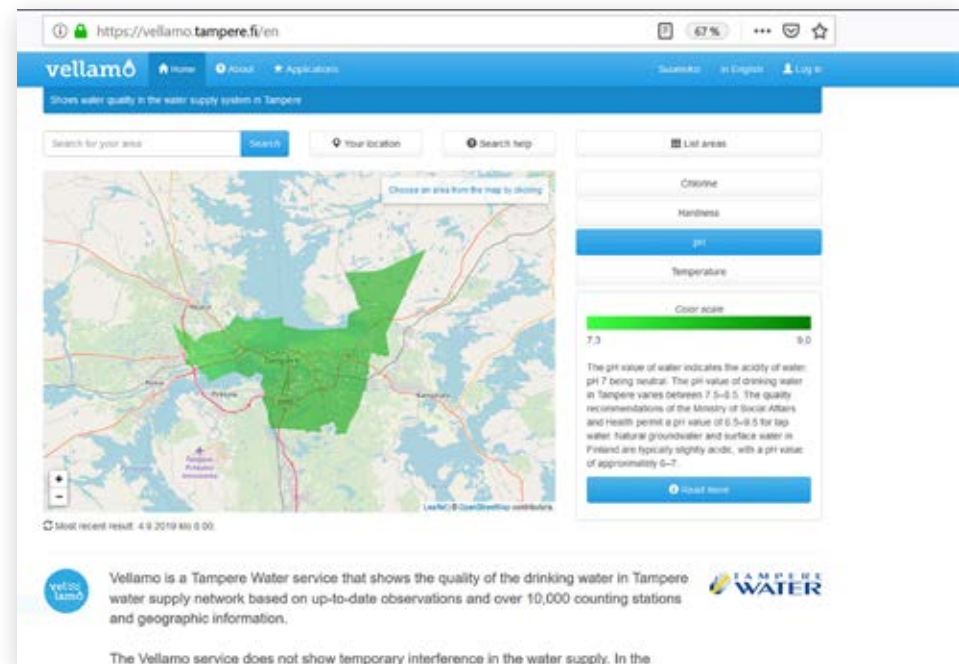 https://vellamo.tampere.fi/en
67 %
vellamo
Home
About
Applications
Suomeksi
In English
Log in
Shows water quality in the water supply system in Tampere
Search for your area
Search
Your location
Search help
List areas
Choose an area from the map by clicking
Chlorine
Hardness
pH
Temperature
Color scale
7.3
9.0
The pH value of water indicates the acidity of water,
pH 7 being neutral. The pH value of drinking water
in Tampere varies between 7.5–8.5. The quality
recommendations of the Ministry of Social Affairs
and Health permit a pH value of 6.5–9.5 for tap
water. Natural groundwater and surface water in
Finland are typically slightly acidic, with a pH value
of approximately 6–7.
Read more
Tampere
Pirkkala
Kangasala
Nokia
+
−
Leaflet | © OpenStreetMap contributors
Most recent result: 4.9.2019 klo 0.00.
vellamo
Vellamo is a Tampere Water service that shows the quality of the drinking water in Tampere
water supply network based on up-to-date observations and over 10,000 counting stations
and geographic information.
TAMPERE
WATER
The Vellamo service does not show temporary interference in the water supply. In the